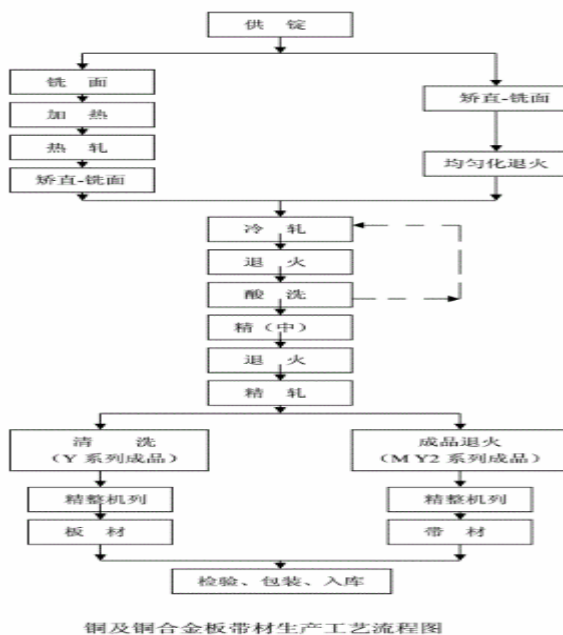 供 锭
铣 面
加 热
热 轧
矫直-铣面
矫直-铣面
均匀化退火
冷 轧
退 火
酸 洗
精（中）
退 火
精 轧
清 洗
(Y 系列成品)
成品退火
(M Y2 系列成品)
精整机列
精整机列
板 材
带 材
检验、包装、入库
铜及铜合金板带材生产工艺流程图